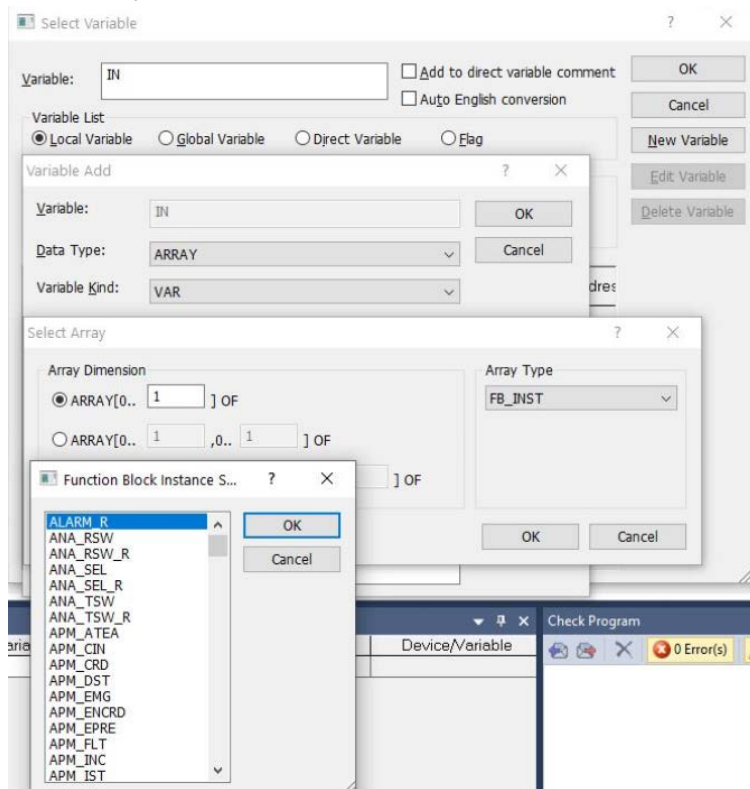 Select Variable ? ×
Variable: IN
Add to direct variable comment
Auto English conversion
OK
Cancel
New Variable
Edit Variable
Delete Variable
Variable List
Local Variable Global Variable Direct Variable Flag
Variable Add ? ×
Variable: IN
OK
Data Type: ARRAY
Cancel
Variable Kind: VAR
Select Array ? ×
Array Dimension
ARRAY[0.. 1 ] OF
ARRAY[0.. 1 ,0.. 1 ] OF
] OF
Array Type
FB_INST
OK Cancel
Function Block Instance S... ? ×
ALARM_R
ANA_RSW
ANA_RSW_R
ANA_SEL
ANA_SEL_R
ANA_TSW
ANA_TSW_R
APM_ATEA
APM_CIN
APM_CRD
APM_DST
APM_EMG
APM_ENCRD
APM_EPRE
APM_FLT
APM_INC
APM_IST
OK
Cancel
Device/Variable
Check Program
0 Error(s)